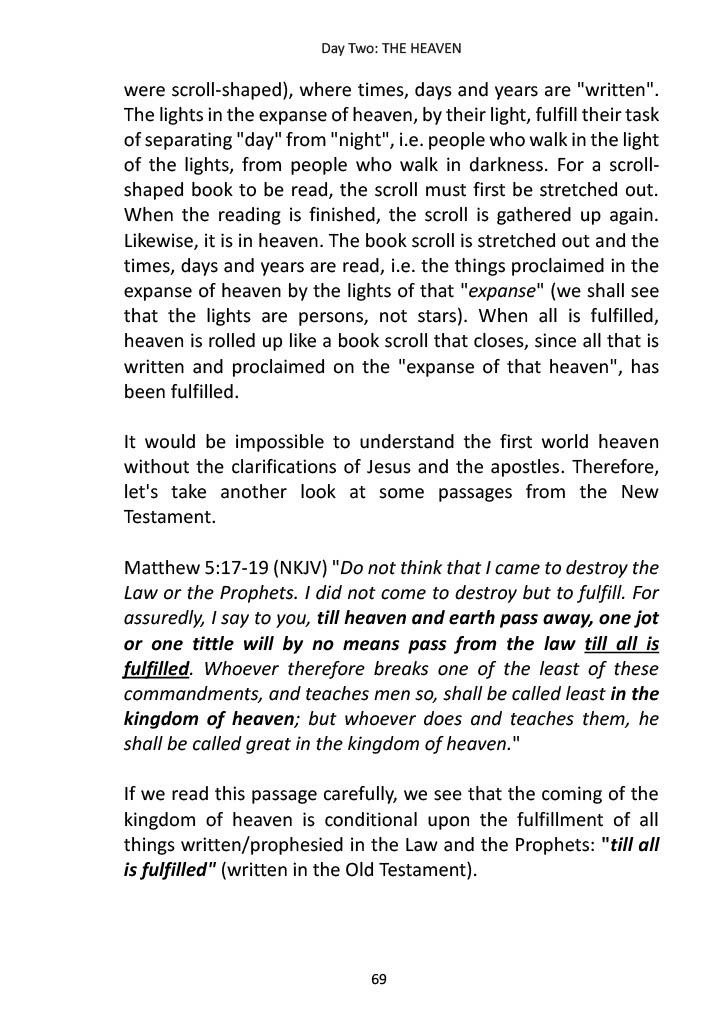 Day Two: THE HEAVEN
were scroll-shaped), where times, days and years are "written".
The lights in the expanse of heaven, by their light, fulfill their task
of separating "day" from "night", i.e. people who walk in the light
of the lights, from people who walk in darkness. For a scroll-
shaped book to be read, the scroll must first be stretched out.
When the reading is finished, the scroll is gathered up again.
Likewise, it is in heaven. The book scroll is stretched out and the
times, days and years are read, i.e. the things proclaimed in the
expanse of heaven by the lights of that "expanse" (we shall see
that the lights are persons, not stars). When all is fulfilled,
heaven is rolled up like a book scroll that closes, since all that is
written and proclaimed on the "expanse of that heaven", has
been fulfilled.
It would be impossible to understand the first world heaven
without the clarifications of Jesus and the apostles. Therefore,
let's take another look at some passages from the New
Testament.
Matthew 5:17-19 (NKJV) "Do not think that I came to destroy the
Law or the Prophets. I did not come to destroy but to fulfill. For
assuredly, I say to you, till heaven and earth pass away, one jot
or one tittle will by no means pass from the law till all is
fulfilled. Whoever therefore breaks one of the least of these
commandments, and teaches men so, shall be called least in the
kingdom of heaven; but whoever does and teaches them, he
shall be called great in the kingdom of heaven."
If we read this passage carefully, we see that the coming of the
kingdom of heaven is conditional upon the fulfillment of all
things written/prophesied in the Law and the Prophets: "till all
is fulfilled" (written in the Old Testament).
69